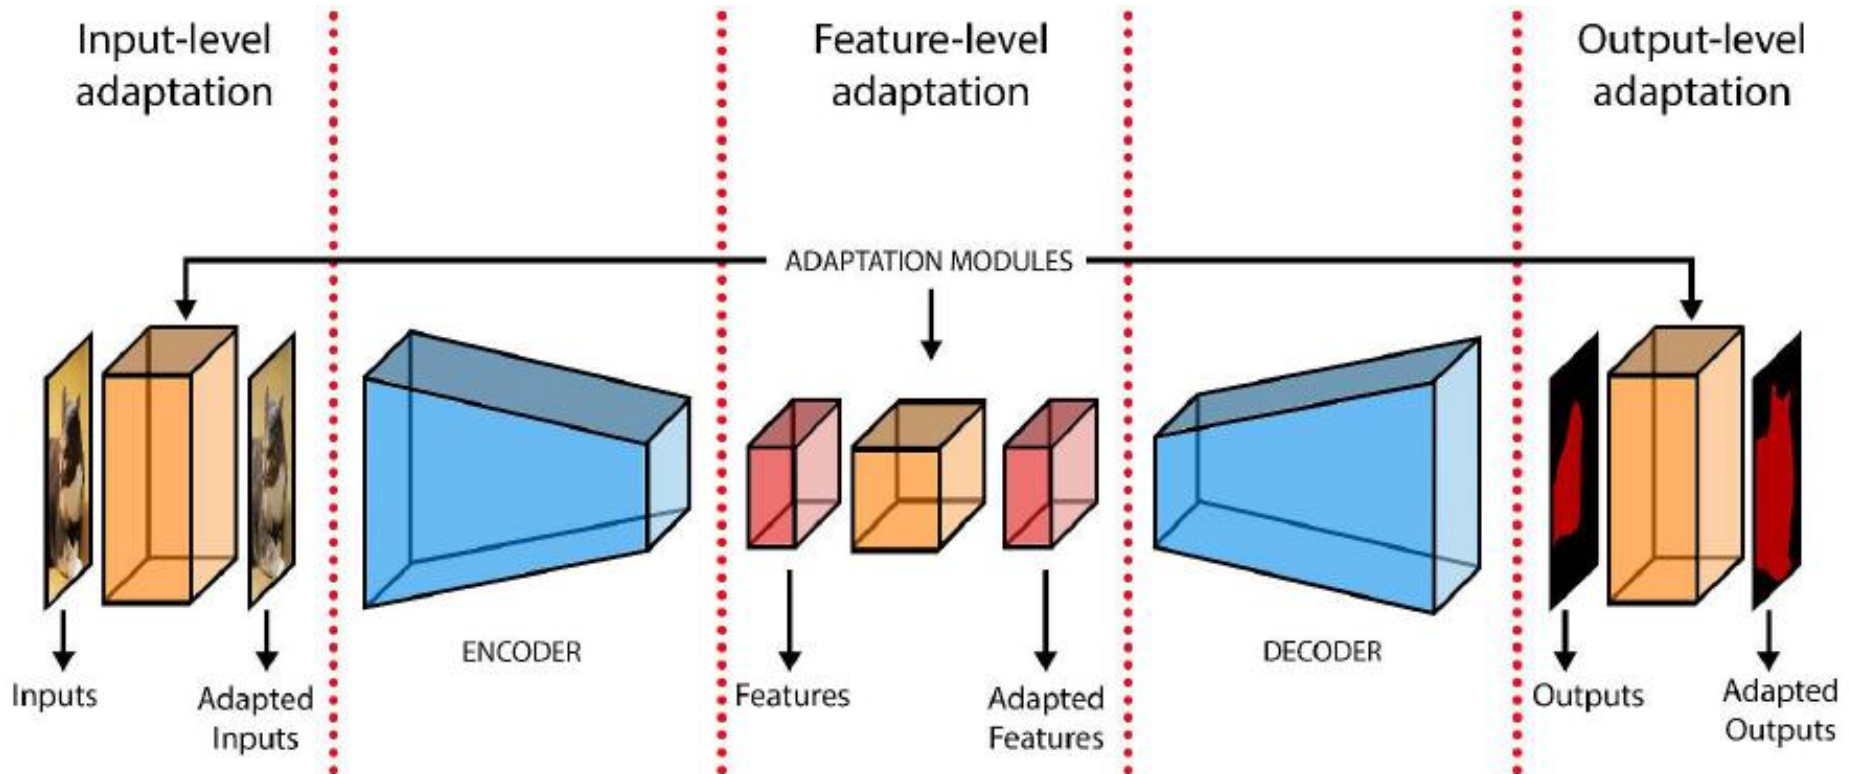 Input-level
adaptation
Feature-level
adaptation
Output-level
adaptation
ADAPTATION MODULES
ENCODER
DECODER
Inputs
Adapted
Inputs
Features
Adapted
Features
Outputs
Adapted
Outputs